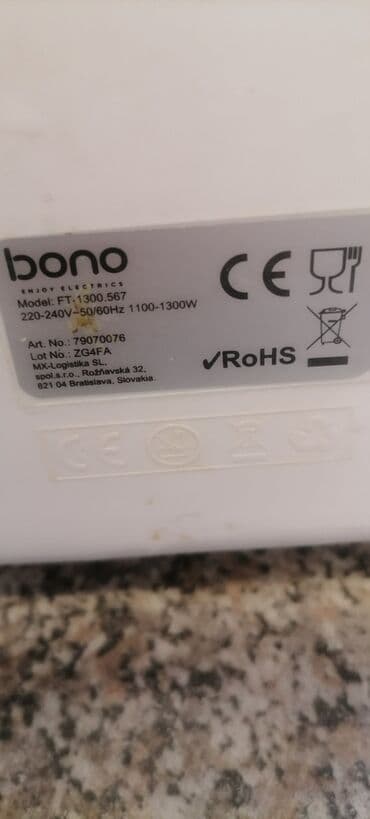 bono
ENJOY ELECTRICS
Model: FT-1300.567
220-240V~50/60Hz 1100-1300W
Art. No.: 79070076
Lot No.: ZG4FA
MX-Logistika SL,
spol.s.r.o., Rožňavská 32,
821 04 Bratislava, Slovakia.
CE
✓RoHS
CE